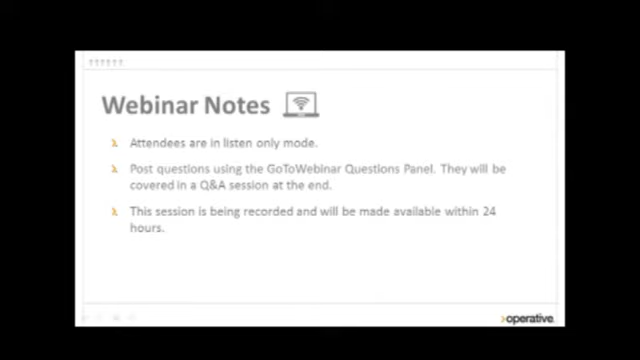 Webinar Notes
Attendees are in listen only mode.
Post questions using the GoToWebinar Questions Panel. They will be
covered in a Q&A session at the end.
This session is being recorded and will be made available within 24
hours.
operative.